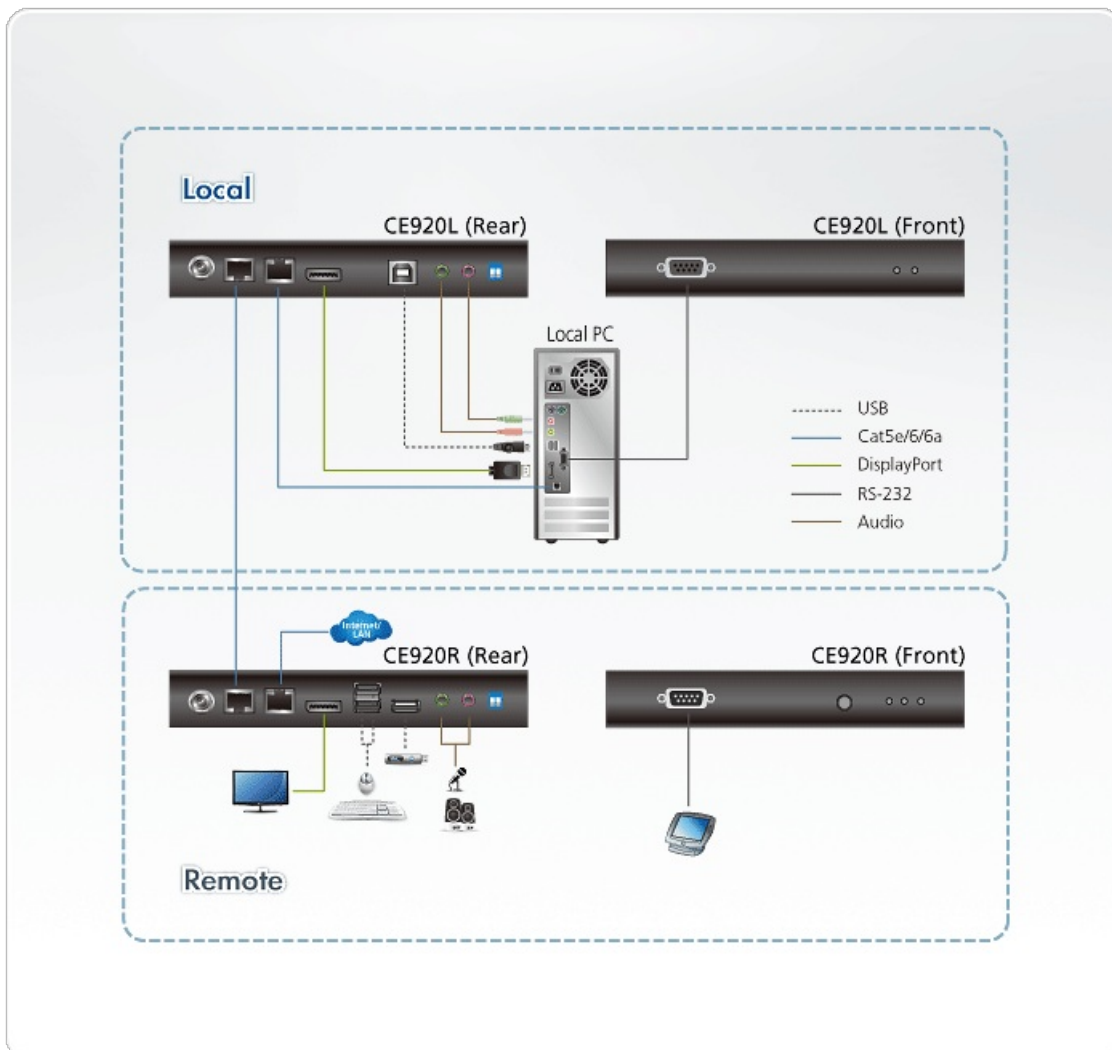 Local
CE920L (Rear)
CE920L (Front)
Local PC
USB
Cat5e/6/6a
DisplayPort
RS-232
Audio
Internet/
LAN
CE920R (Rear)
CE920R (Front)
Remote